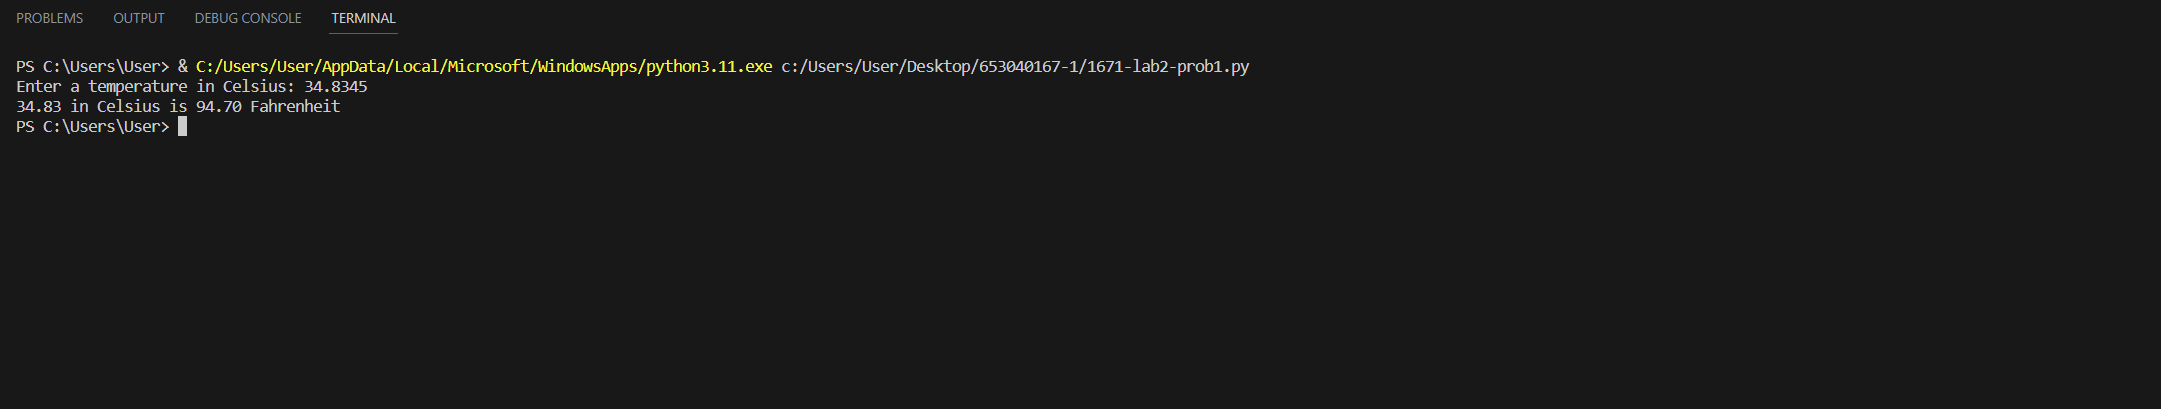 PROBLEMS OUTPUT DEBUG CONSOLE TERMINAL
PS C:\Users\User> & C:/Users/User/AppData/Local/Microsoft/WindowsApps/python3.11.exe c:/Users/User/Desktop/653040167-1/1671-lab2-prob1.py
Enter a temperature in Celsius: 34.8345
34.83 in Celsius is 94.70 Fahrenheit
PS C:\Users\User>